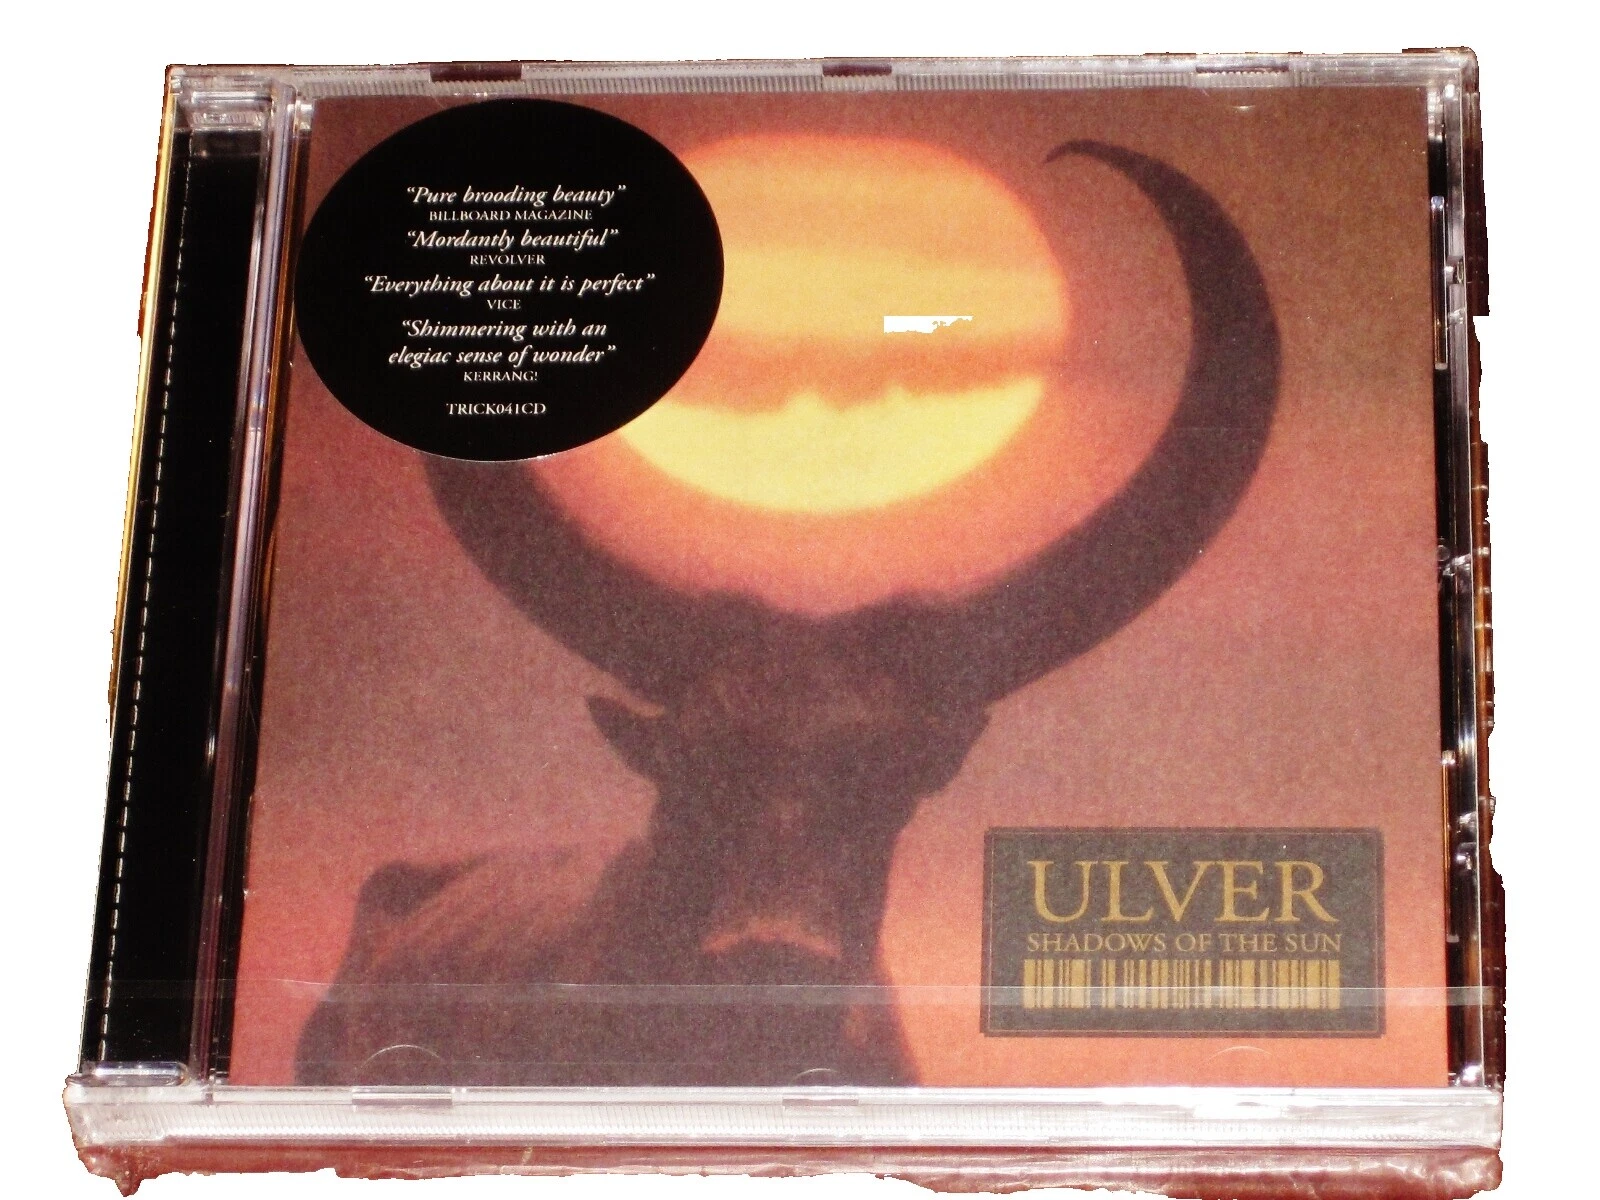 “Pure brooding beauty”
BILLBOARD MAGAZINE
“Mordantly beautiful”
REVOLVER
“Everything about it is perfect”
VICE
“Shimmering with an
elegiac sense of wonder”
KERRANG!
TRICK041CD
ULVER
SHADOWS OF THE SUN